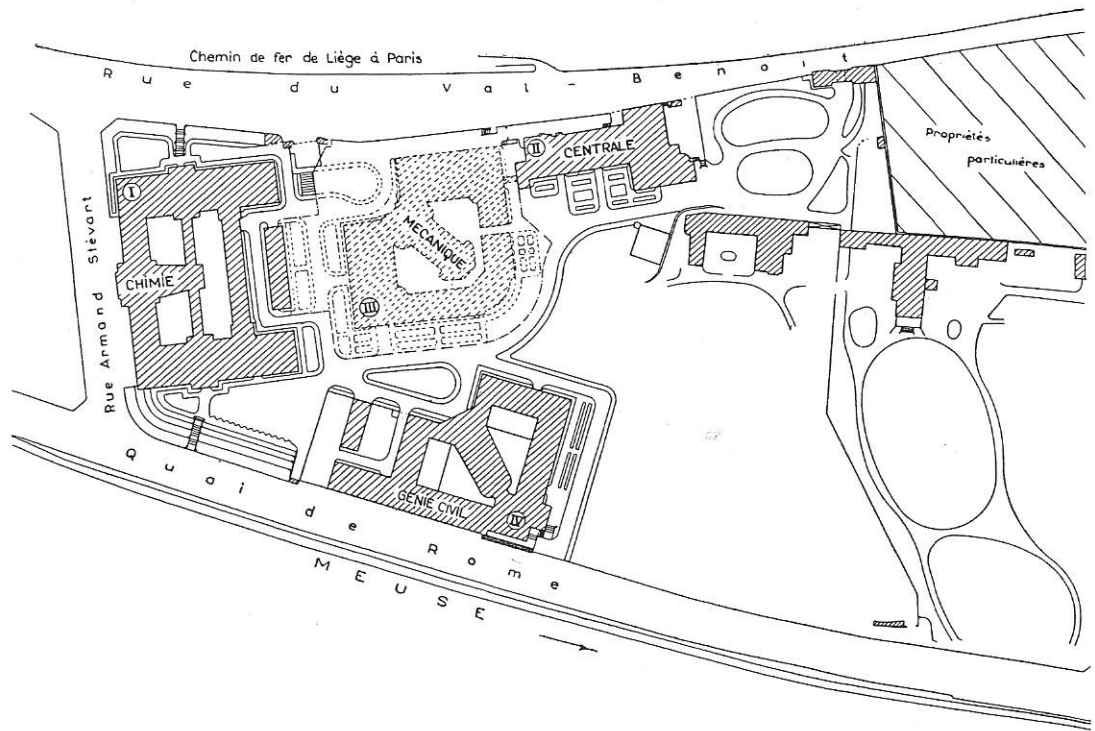 Chemin de fer de Liège à Paris
Rue du Val-Benoit
Propriétés
particulières
Rue Armand Stévart
I
CHIMIE
II
CENTRALE
MECANIQUE
III
GENIE CIVIL
IV
Quai de Rome
MEUSE